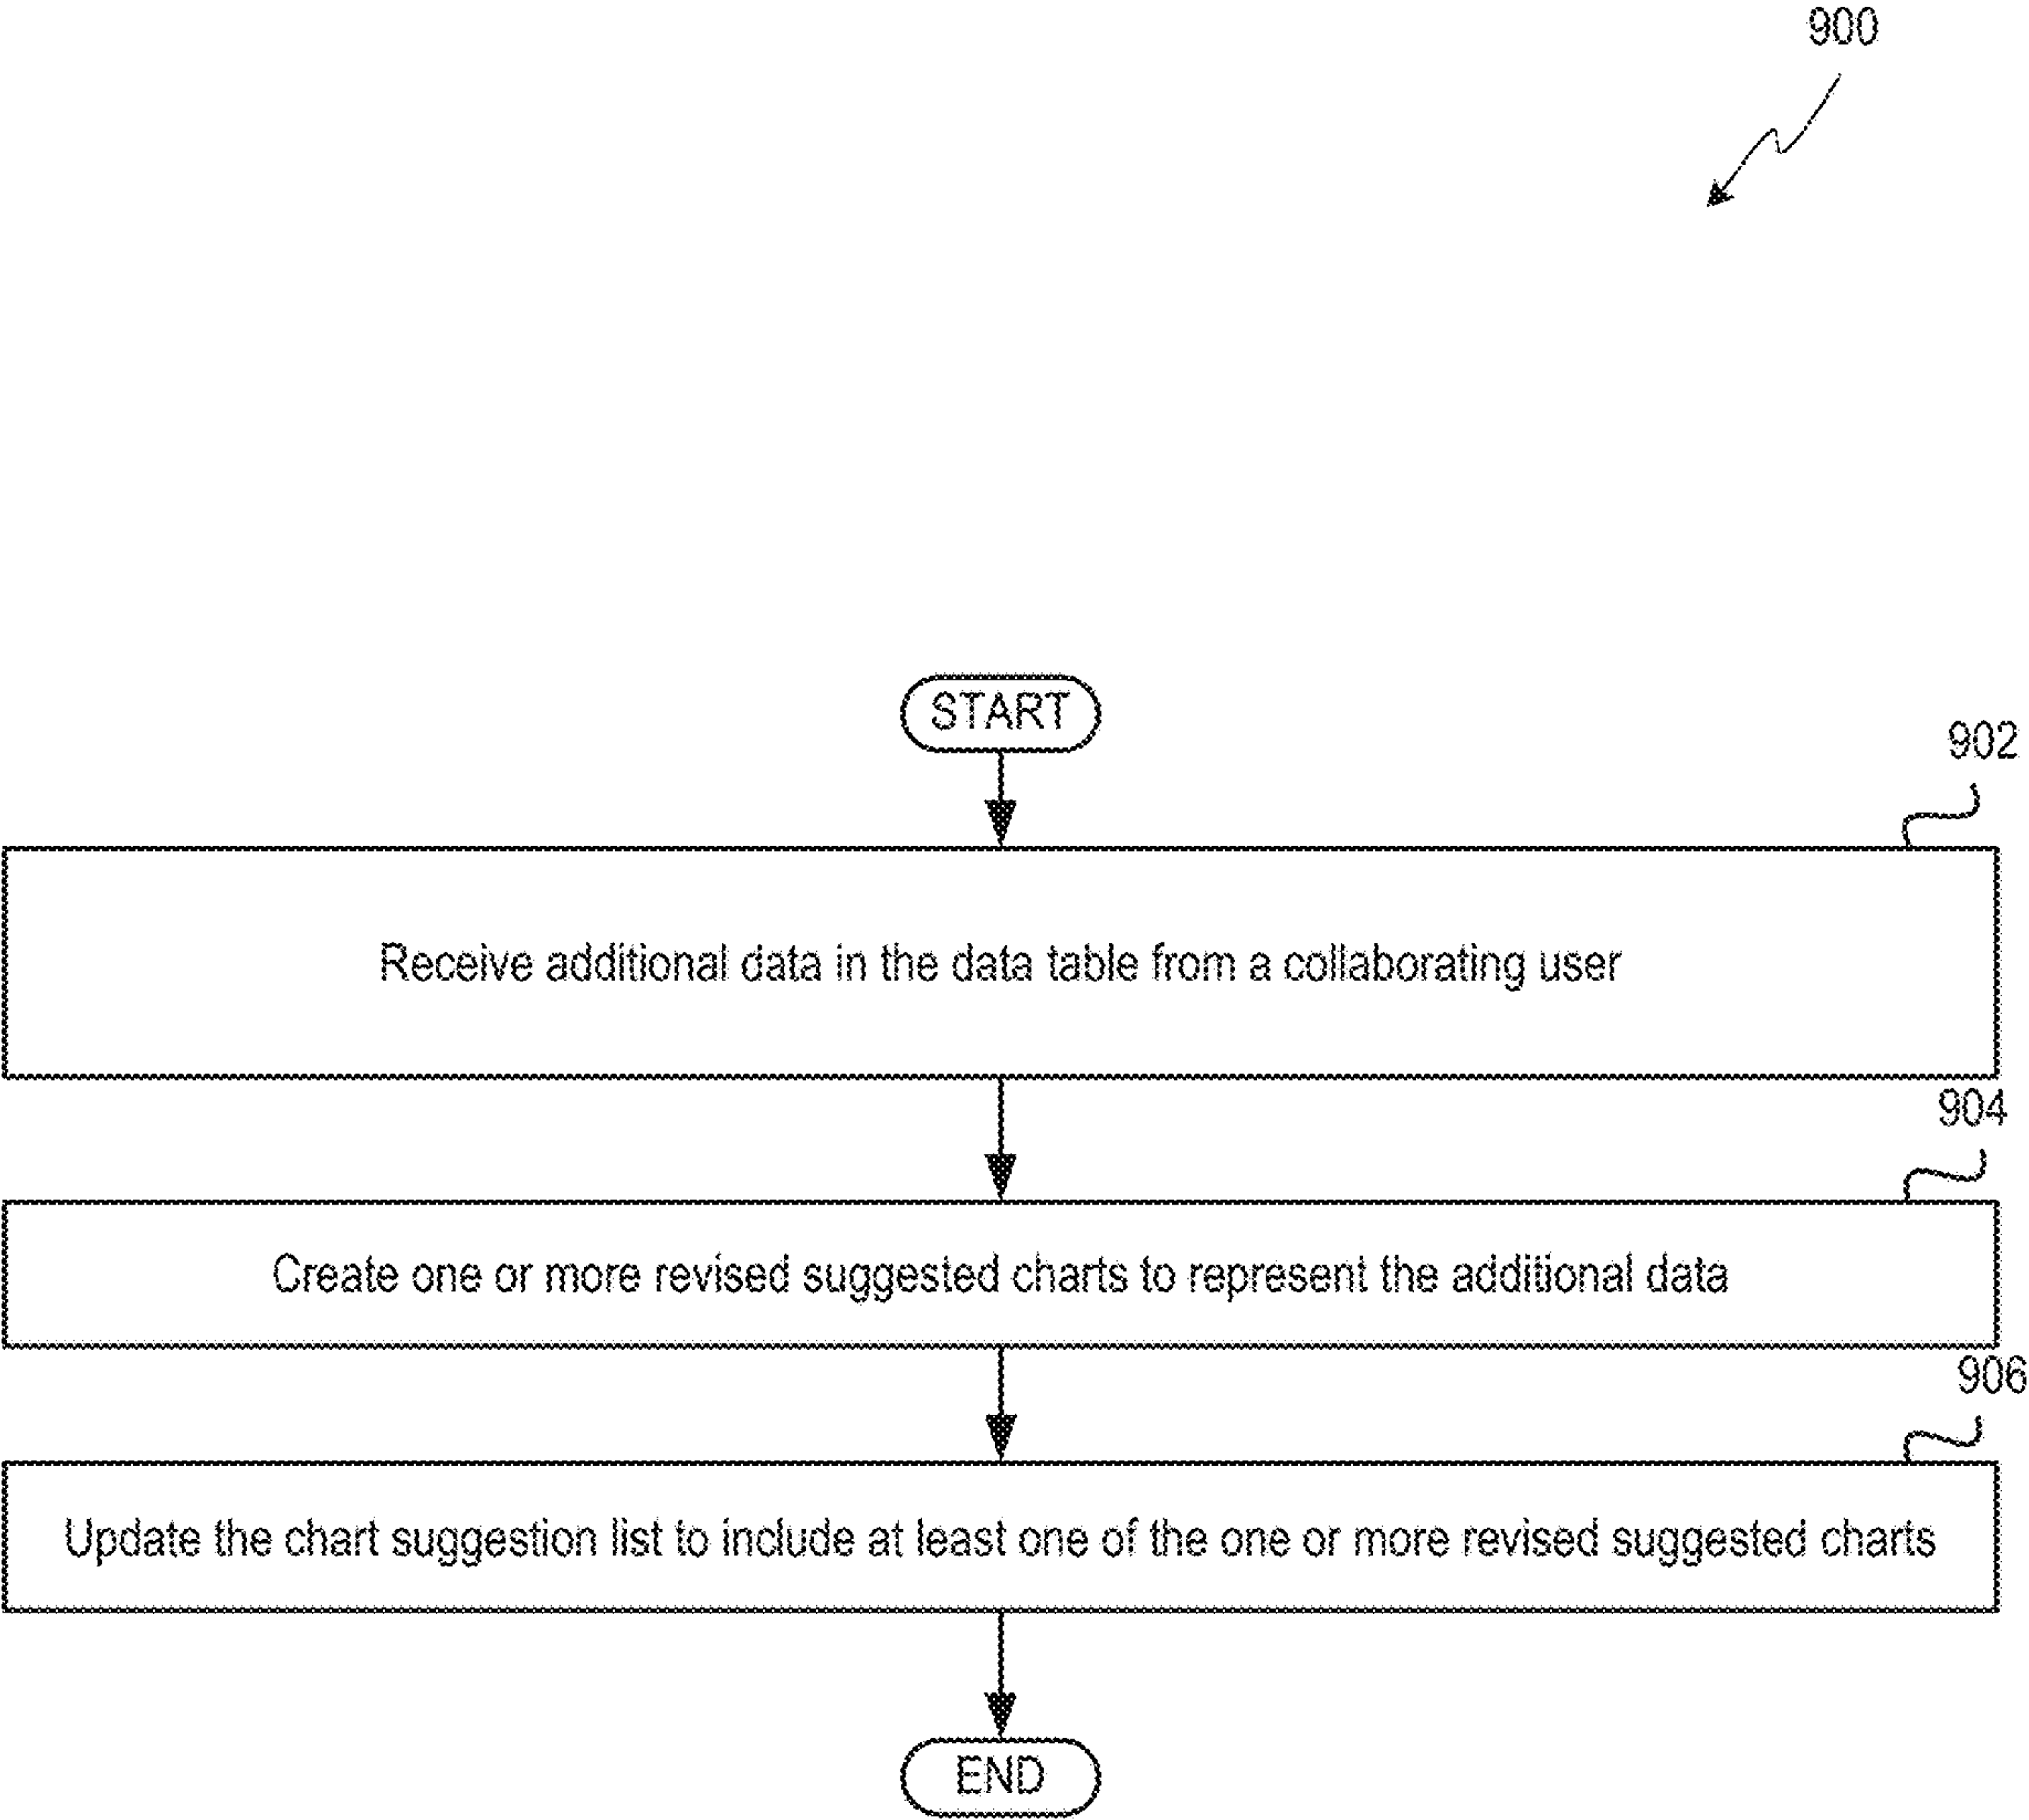 900
START
902
Receive additional data in the data table from a collaborating user
904
Create one or more revised suggested charts to represent the additional data
906
Update the chart suggestion list to include at least one of the one or more revised suggested charts
END